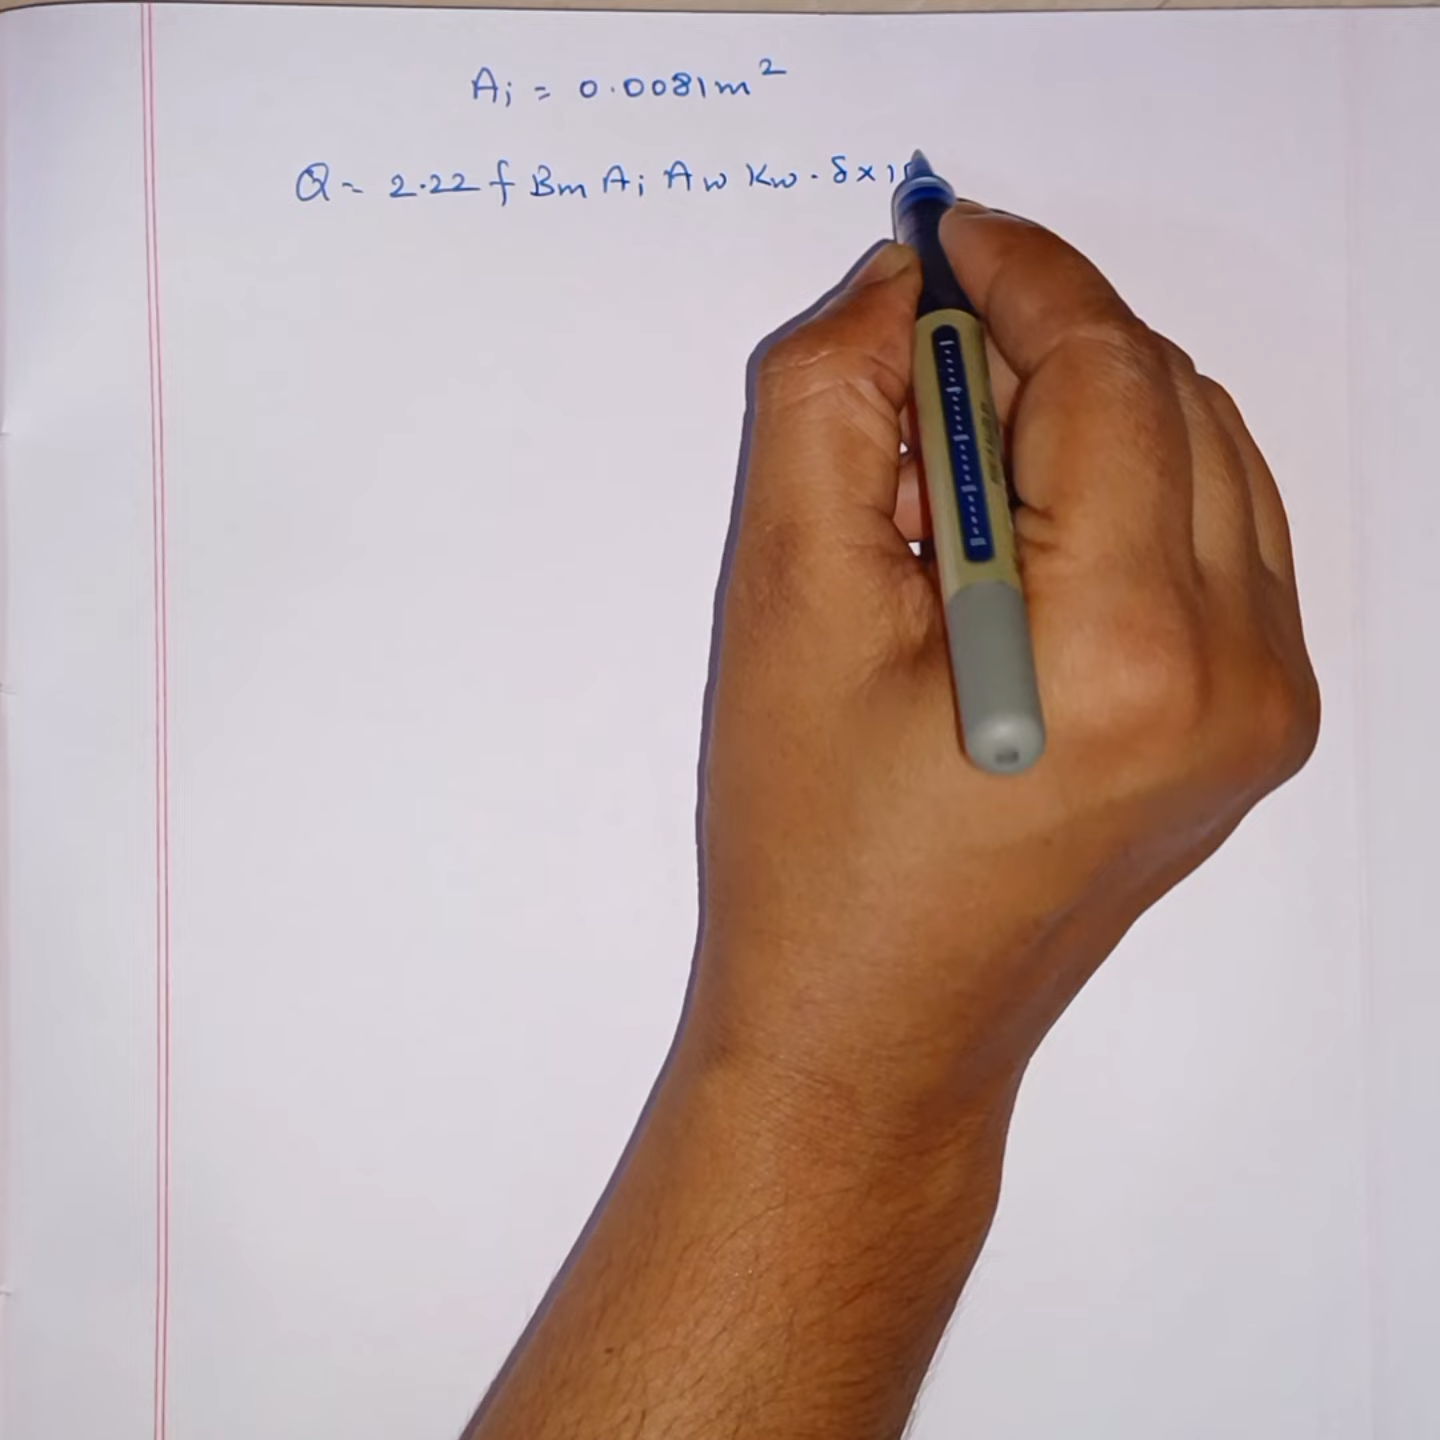 Ai = 0.0081m²
Q = 2.22 f Bm Ai Aw Kw . δ x 1